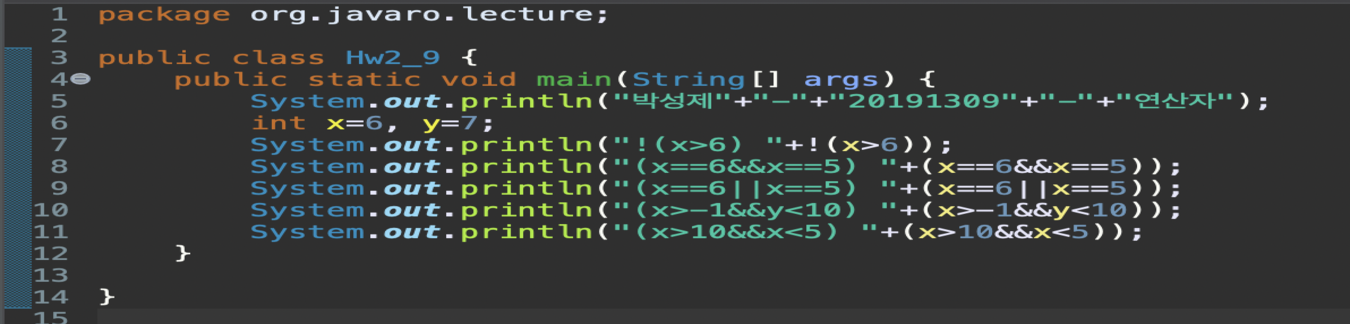 1 package org.javaro.lecture;
2
3 public class Hw2_9 {
4 public static void main(String[] args) {
5 System.out.println("박성제"+"-"+"20191309"+"-"+"연산자");
6 int x=6, y=7;
7 System.out.println("!(x>6) "+!(x>6));
8 System.out.println("(x==6&&x==5) "+(x==6&&x==5));
9 System.out.println("(x==6||x==5) "+(x==6||x==5));
10 System.out.println("(x>-1&&y<10) "+(x>-1&&y<10));
11 System.out.println("(x>10&&x<5) "+(x>10&&x<5));
12 }
13
14 }
15